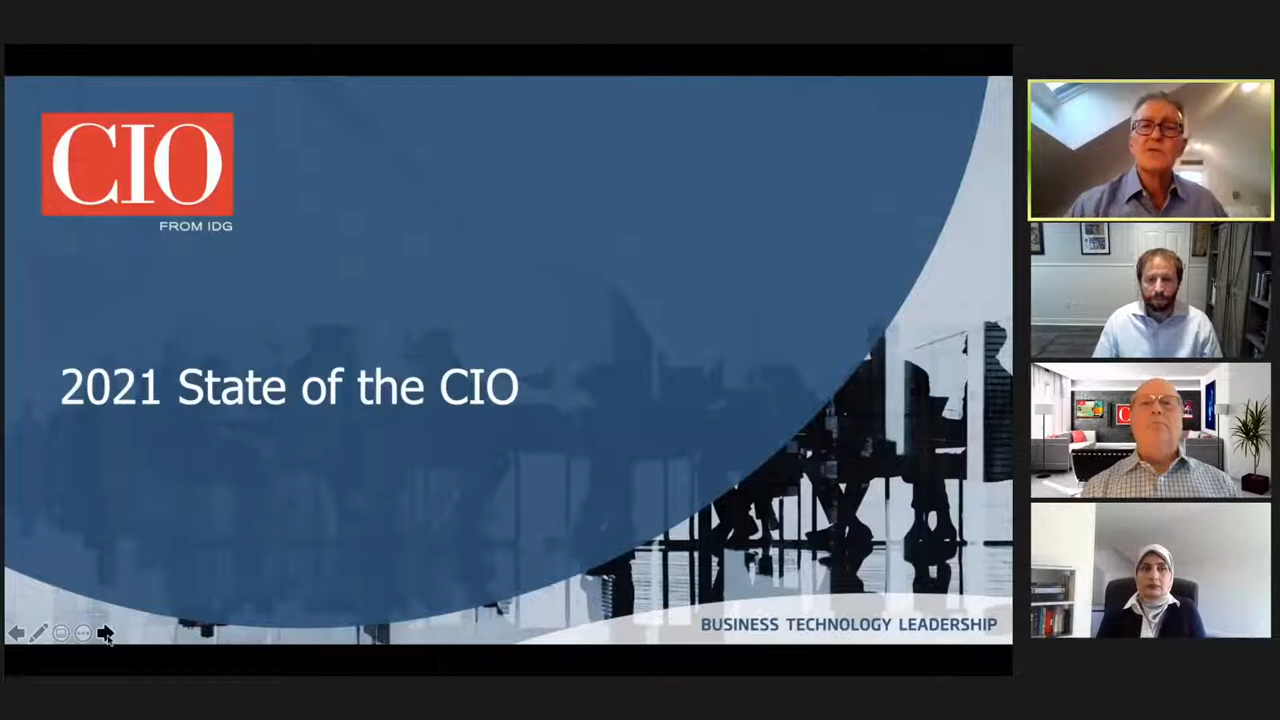 CIO
FROM IDG
2021 State of the CIO
BUSINESS TECHNOLOGY LEADERSHIP